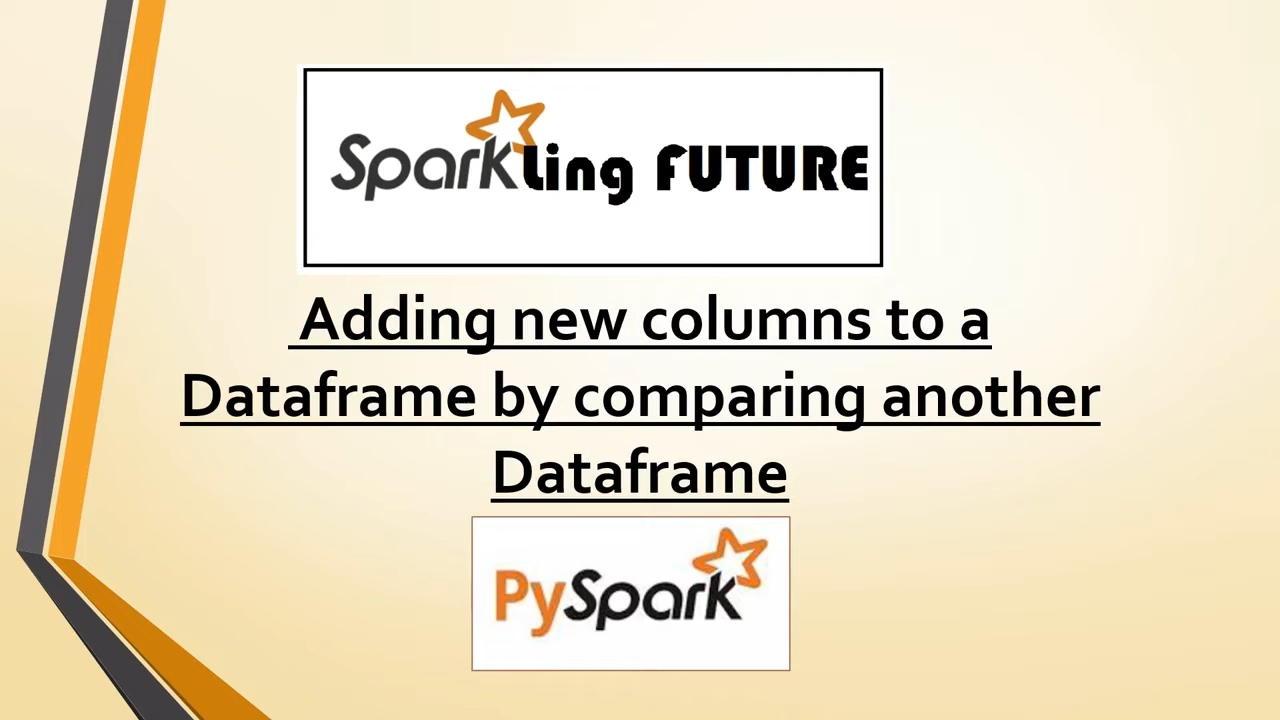 SparkLing FUTURE
Adding new columns to a
Dataframe by comparing another
Dataframe
PySpark